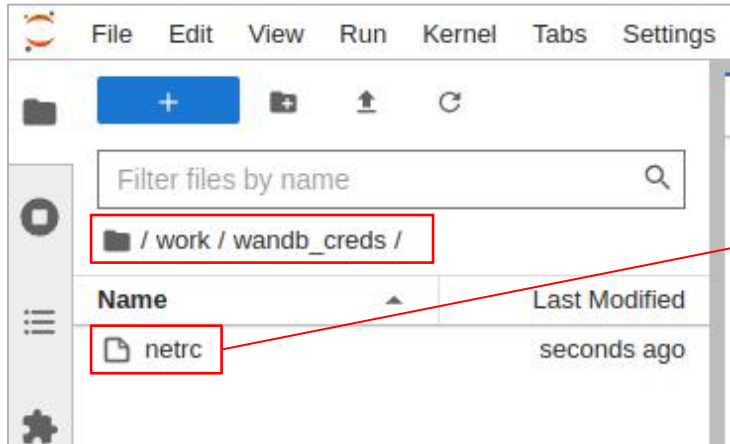 File Edit View Run Kernel Tabs Settings
+
Filter files by name
/ work / wandb_creds /
Name Last Modified
netrc seconds ago